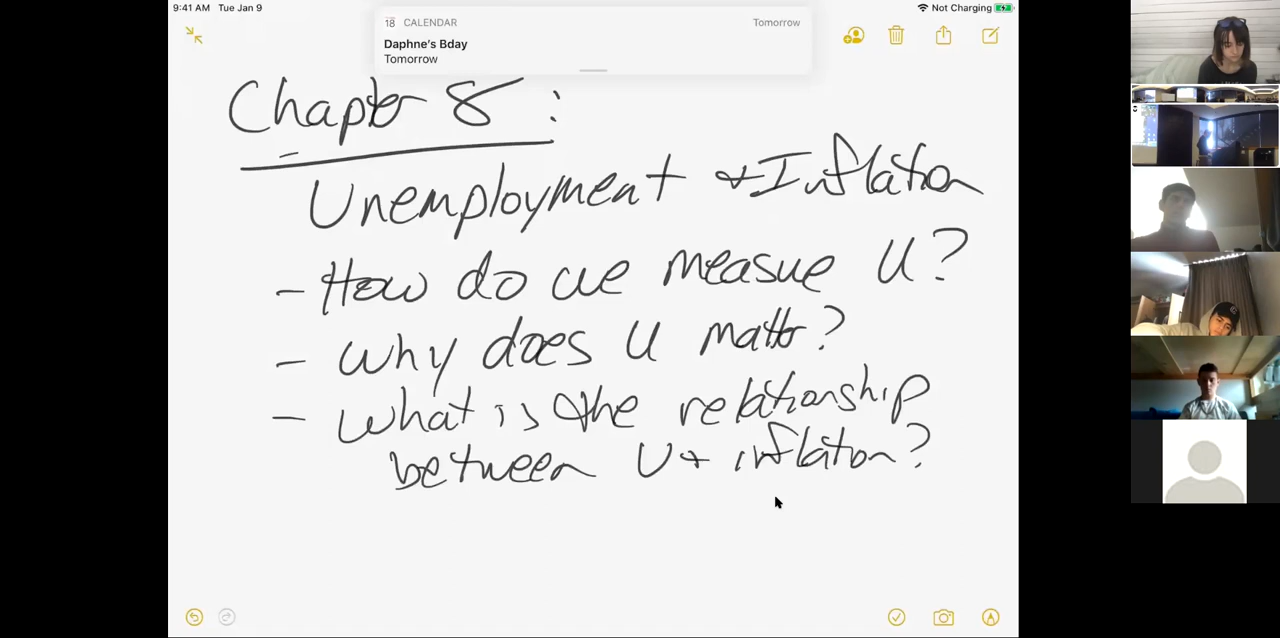 9:41 AM Tue Jan 9
Not Charging
18 CALENDAR
Tomorrow
Daphne's Bday
Tomorrow
Chapter 8:
Unemployment & Inflation
- How do we measure U?
- Why does U matter?
- What is the relationship
between U + inflation?